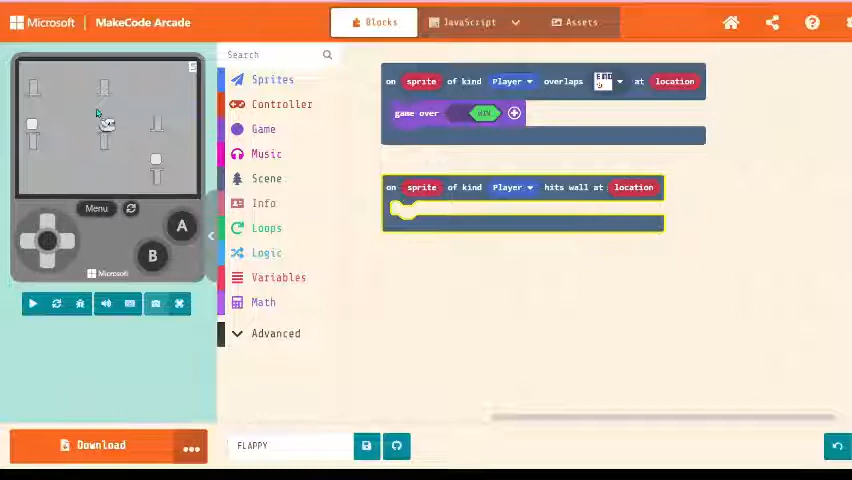 Microsoft MakeCode Arcade Blocks JavaScript Assets
Search
Sprites
Controller
Game
Music
Scene
Info
Loops
Logic
Variables
Math
Advanced
on sprite of kind Player overlaps END at location
game over WIN
on sprite of kind Player hits wall at location
Menu
A
B
Microsoft
Download
FLAPPY